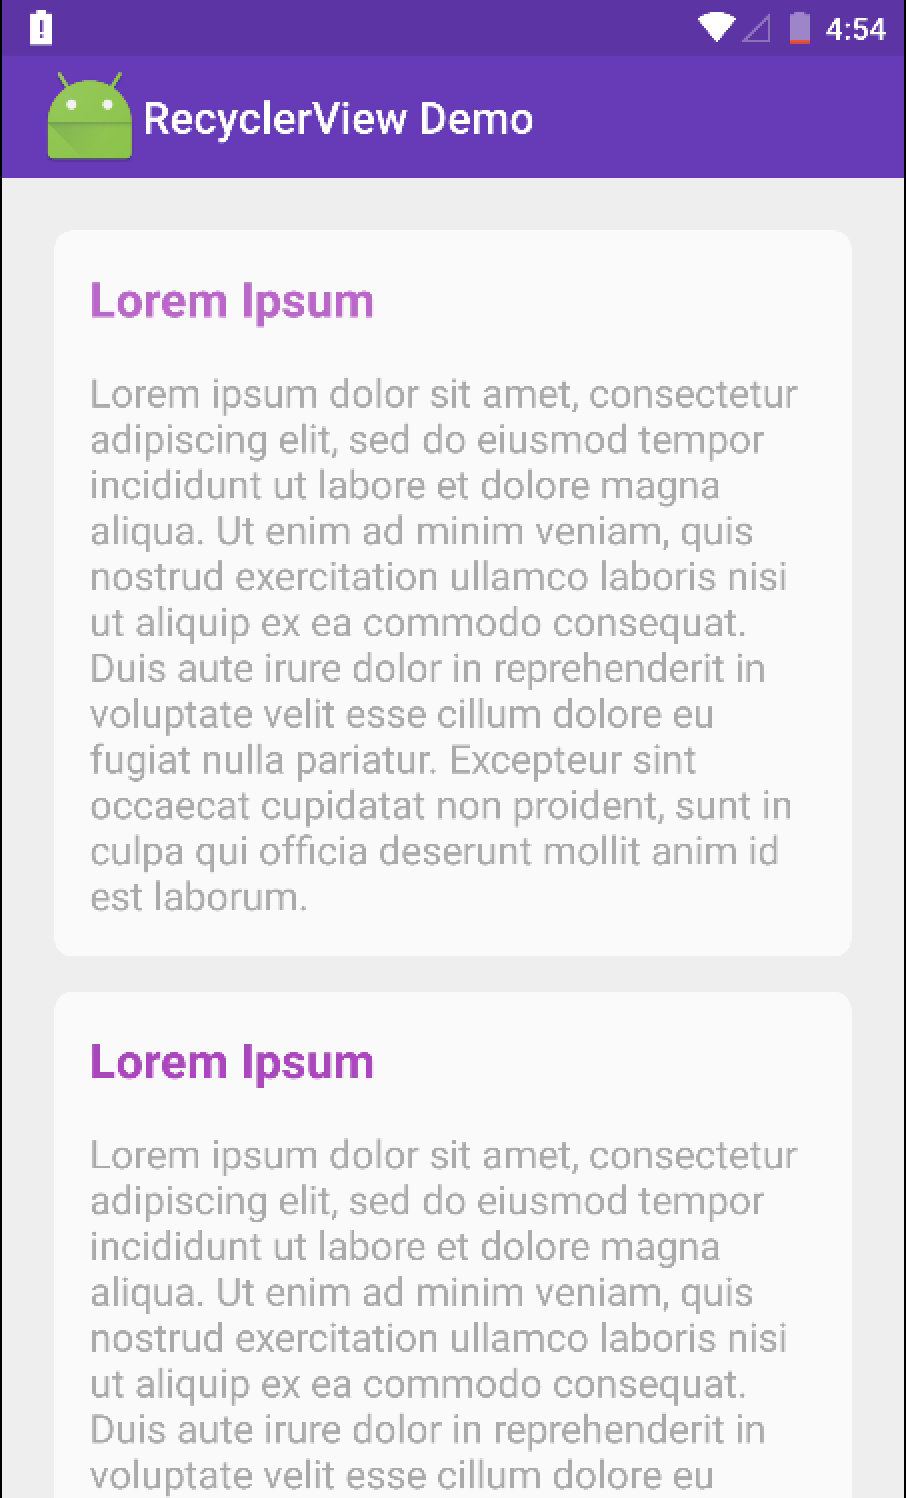 4:54
RecyclerView Demo
Lorem Ipsum
Lorem ipsum dolor sit amet, consectetur
adipiscing elit, sed do eiusmod tempor
incididunt ut labore et dolore magna
aliqua. Ut enim ad minim veniam, quis
nostrud exercitation ullamco laboris nisi
ut aliquip ex ea commodo consequat.
Duis aute irure dolor in reprehenderit in
voluptate velit esse cillum dolore eu
fugiat nulla pariatur. Excepteur sint
occaecat cupidatat non proident, sunt in
culpa qui officia deserunt mollit anim id
est laborum.
Lorem Ipsum
Lorem ipsum dolor sit amet, consectetur
adipiscing elit, sed do eiusmod tempor
incididunt ut labore et dolore magna
aliqua. Ut enim ad minim veniam, quis
nostrud exercitation ullamco laboris nisi
ut aliquip ex ea commodo consequat.
Duis aute irure dolor in reprehenderit in
voluptate velit esse cillum dolore eu